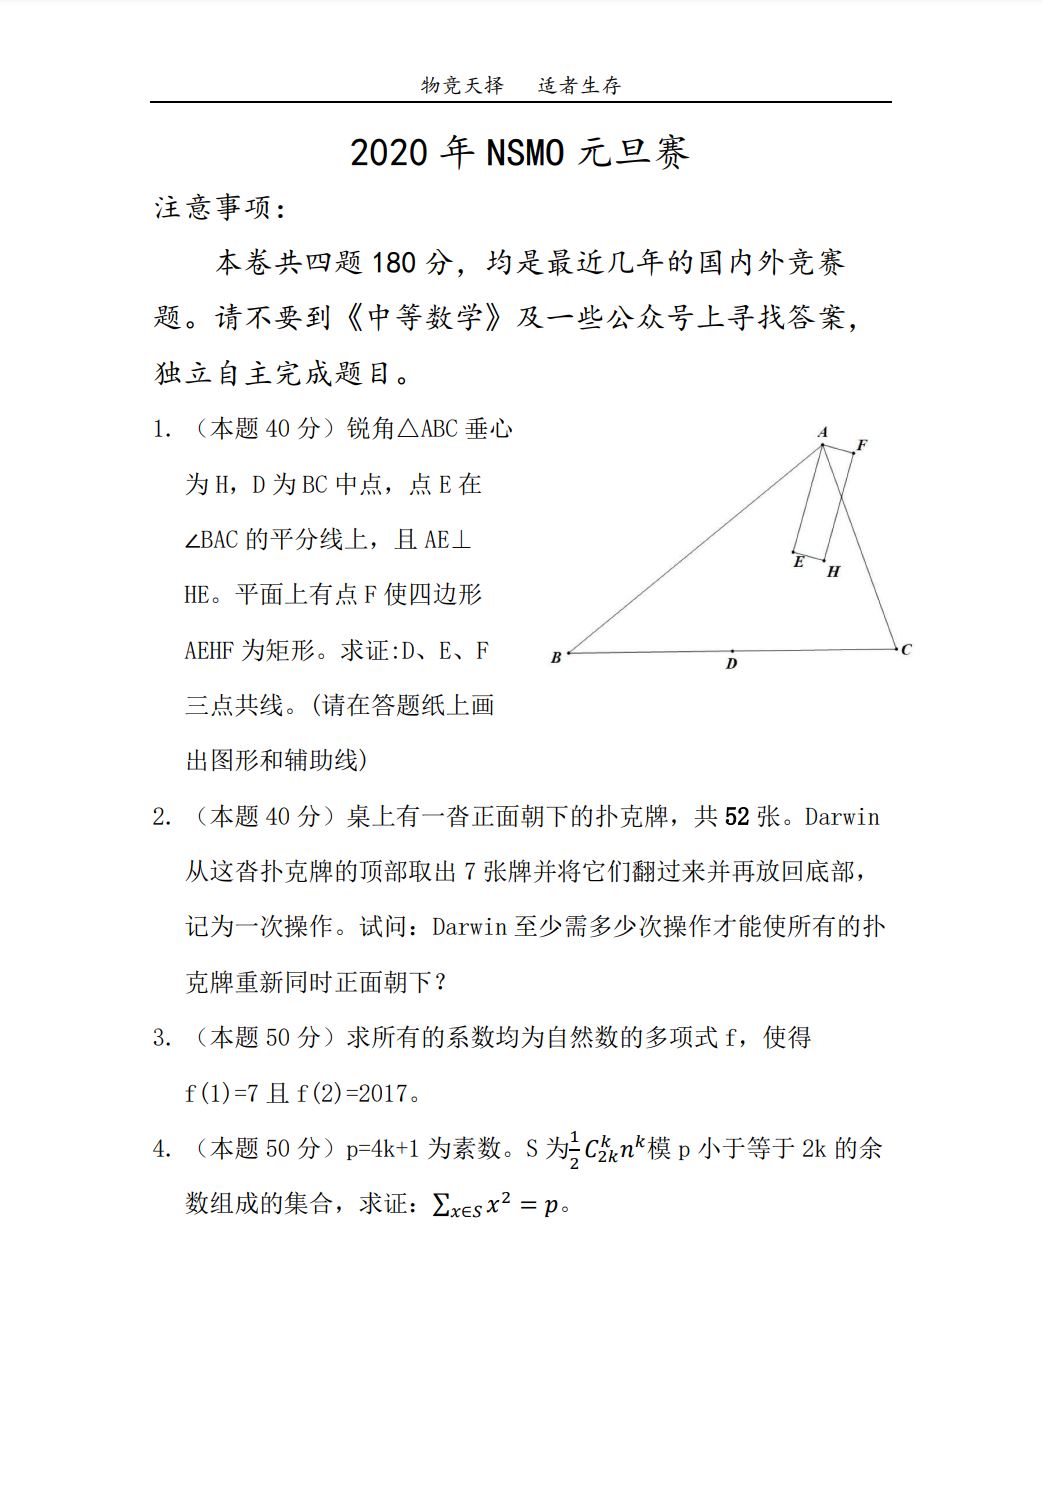 物竞天择 适者生存
2020 年 NSMO 元旦赛
注意事项：
本卷共四题 180 分，均是最近几年的国内外竞赛
题。请不要到《中等数学》及一些公众号上寻找答案，
独立自主完成题目。
1. （本题 40 分）锐角△ABC 垂心
为 H，D 为 BC 中点，点 E 在
∠BAC 的平分线上，且 AE⊥
HE。平面上有点 F 使四边形
AEHF 为矩形。求证:D、E、F
三点共线。(请在答题纸上画
出图形和辅助线)
A
F
E
H
B
D
C
2. （本题 40 分）桌上有一沓正面朝下的扑克牌，共 52 张。Darwin
从这沓扑克牌的顶部取出 7 张牌并将它们翻过来并再放回底部，
记为一次操作。试问：Darwin 至少需多少次操作才能使所有的扑
克牌重新同时正面朝下？
3. （本题 50 分）求所有的系数均为自然数的多项式 f，使得
f(1)=7 且 f(2)=2017。
4. （本题 50 分）p=4k+1 为素数。S 为$\frac{1}{2}C_{2k}^{k}n^{k}$模 p 小于等于 2k 的余
数组成的集合，求证：$\sum_{x\in S} x^2 = p$。